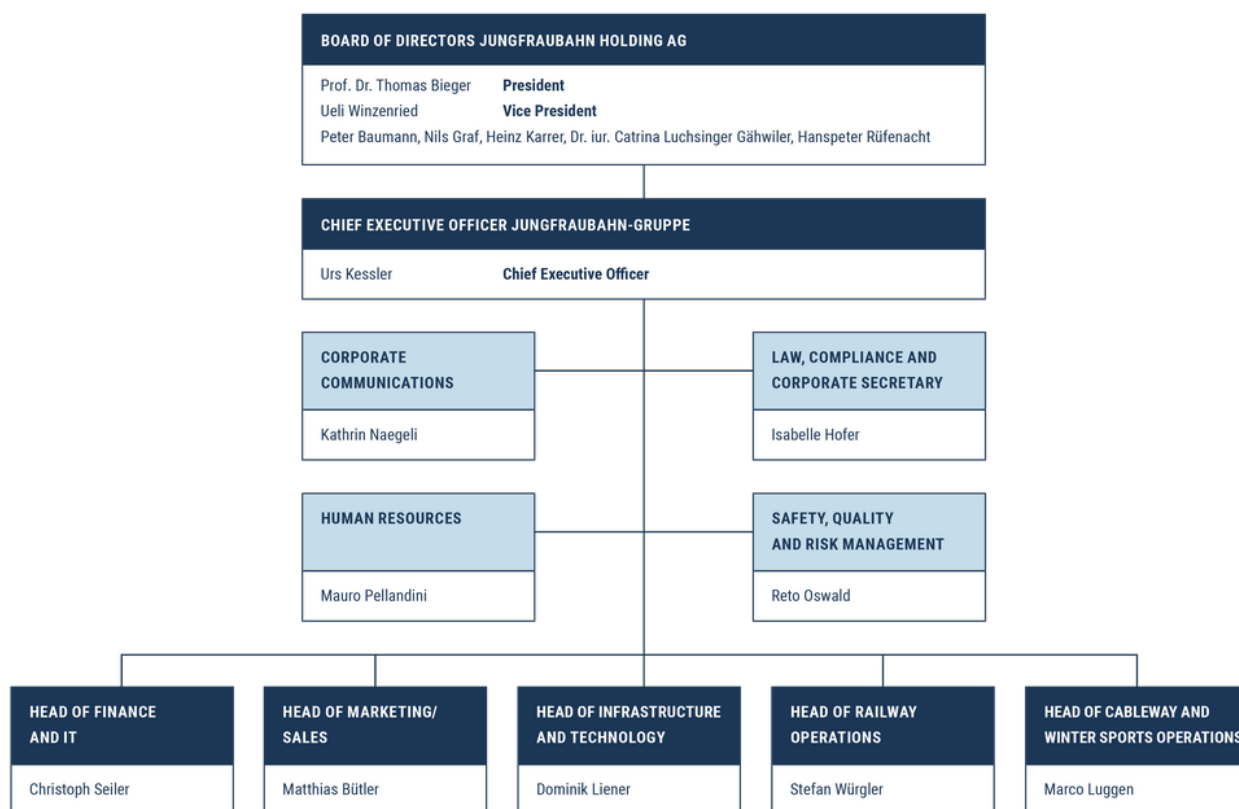 BOARD OF DIRECTORS JUNGFRAUBAHN HOLDING AG
Prof. Dr. Thomas Bieger President
Ueli Winzenried Vice President
Peter Baumann, Nils Graf, Heinz Karrer, Dr. iur. Catrina Luchsinger Gähwiler, Hanspeter Rüfenacht
CHIEF EXECUTIVE OFFICER JUNGFRAUBAHN-GRUPPE
Urs Kessler Chief Executive Officer
CORPORATE
COMMUNICATIONS
Kathrin Naegeli
LAW, COMPLIANCE AND
CORPORATE SECRETARY
Isabelle Hofer
HUMAN RESOURCES
Mauro Pellandini
SAFETY, QUALITY
AND RISK MANAGEMENT
Reto Oswald
HEAD OF FINANCE
AND IT
Christoph Seiler
HEAD OF MARKETING/
SALES
Matthias Bütler
HEAD OF INFRASTRUCTURE
AND TECHNOLOGY
Dominik Liener
HEAD OF RAILWAY
OPERATIONS
Stefan Würgler
HEAD OF CABLEWAY AND
WINTER SPORTS OPERATIONS
Marco Luggen